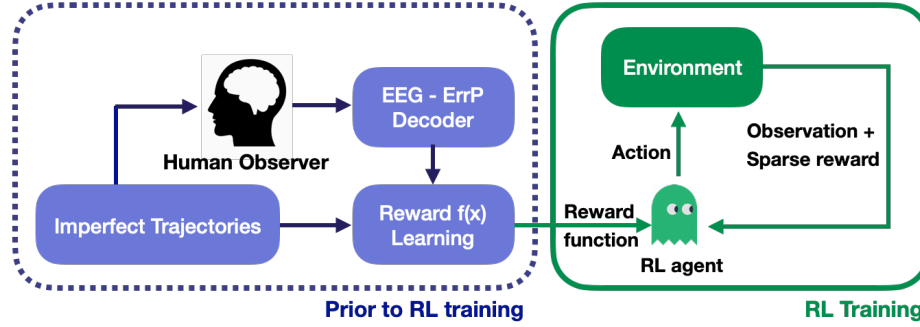 EEG - ErrP
Decoder
Human Observer
Imperfect Trajectories
Reward f(x)
Learning
Prior to RL training
Environment
Observation +
Sparse reward
Action
Reward
function
RL agent
RL Training